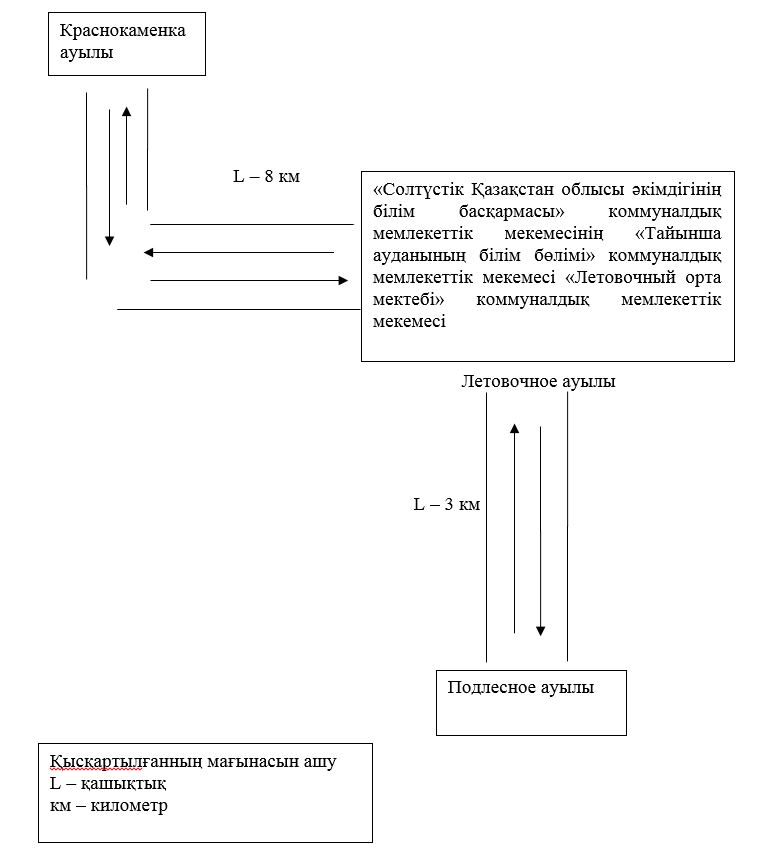 Краснокаменка
ауылы
L – 8 км
«Солтүстік Қазақстан облысы әкімдігінің
білім басқармасы» коммуналдық
мемлекеттік мекемесінің «Тайынша
ауданының білім бөлімі» коммуналдық
мемлекеттік мекемесі «Летовочный орта
мектебі» коммуналдық мемлекеттік
мекемесі
Летовочное ауылы
L – 3 км
Подлесное ауылы
Қысқартылғанның мағынасын ашу
L – қашықтық
км – километр